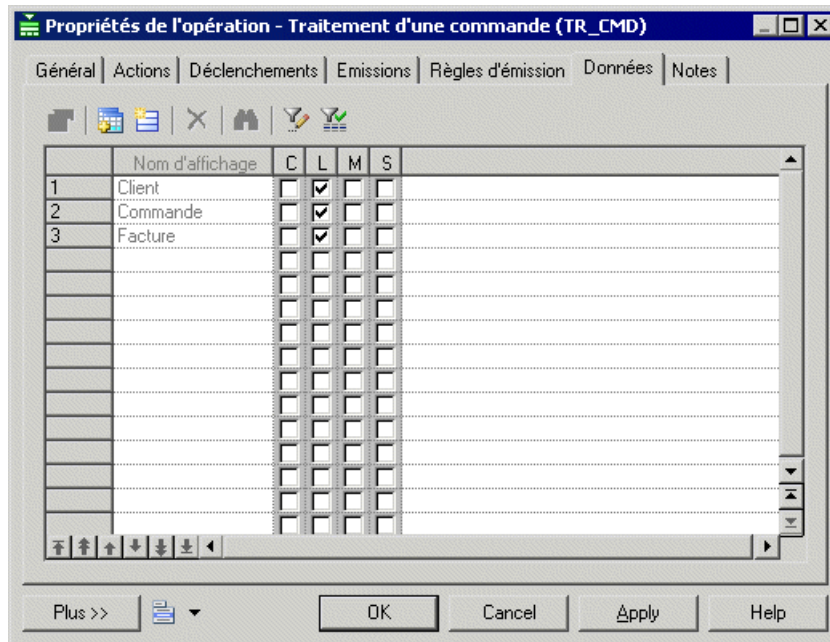 Propriétés de l'opération - Traitement d'une commande (TR_CMD)
Général Actions Déclenchements Emissions Règles d'émission Données Notes
Nom d'affichage C L M S
1 Client
2 Commande
3 Facture
Plus >> OK Cancel Apply Help